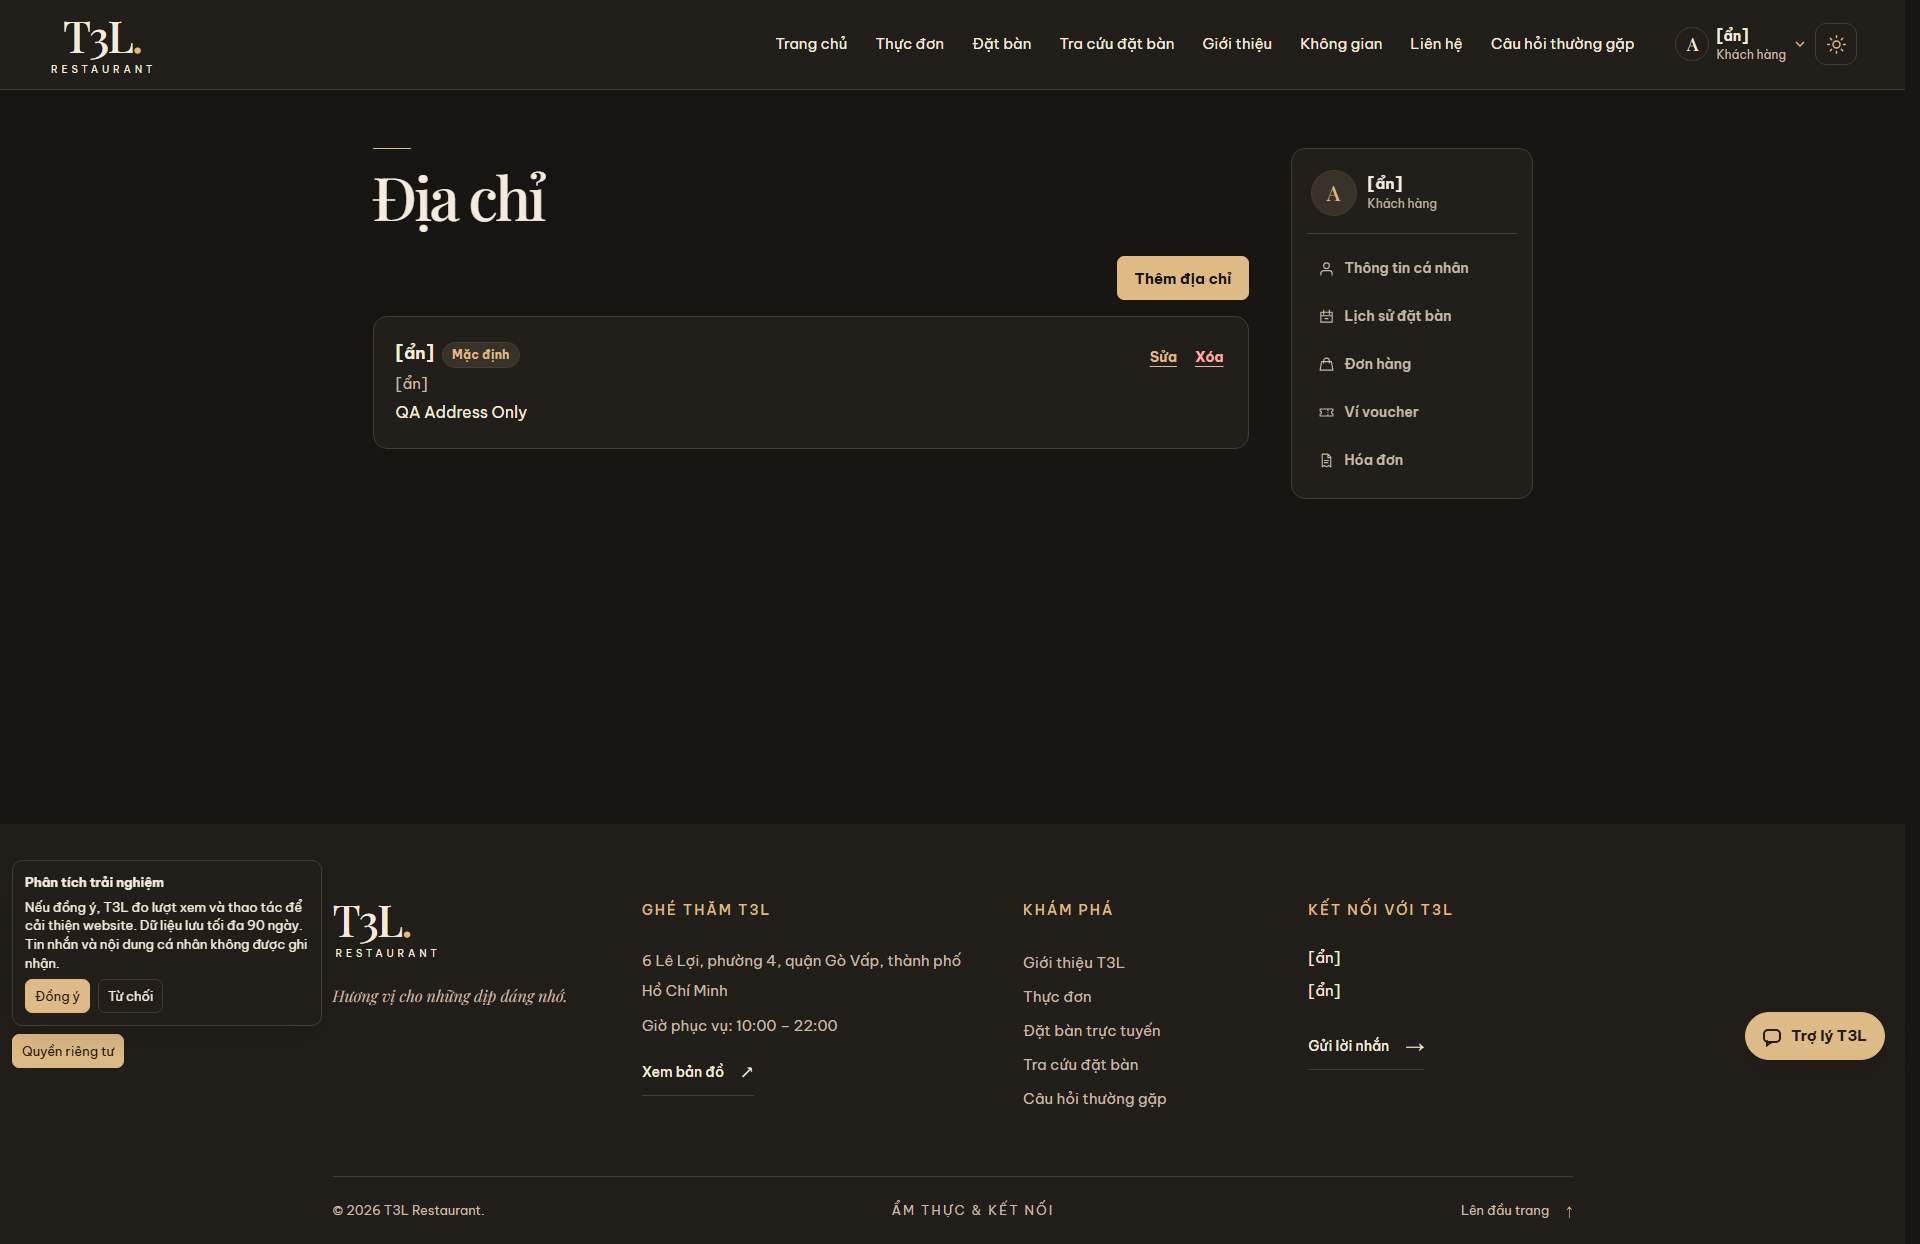 T3L.
RESTAURANT
Trang chủ
Thực đơn
Đặt bàn
Tra cứu đặt bàn
Giới thiệu
Không gian
Liên hệ
Câu hỏi thường gặp
A
[ẩn]
Khách hàng
Địa chỉ
Thêm địa chỉ
[ẩn] Mặc định
Sửa Xóa
[ẩn]
QA Address Only
A
[ẩn]
Khách hàng
Thông tin cá nhân
Lịch sử đặt bàn
Đơn hàng
Ví voucher
Hóa đơn
Phân tích trải nghiệm
Nếu đồng ý, T3L đo lượt xem và thao tác để
cải thiện website. Dữ liệu lưu tối đa 90 ngày.
Tin nhắn và nội dung cá nhân không được ghi
nhận.
Đồng ý
Từ chối
Quyền riêng tư
T3L.
RESTAURANT
Hương vị cho những dịp đáng nhớ.
GHÉ THĂM T3L
6 Lê Lợi, phường 4, quận Gò Vấp, thành phố
Hồ Chí Minh
Giờ phục vụ: 10:00 – 22:00
Xem bản đồ ↗
KHÁM PHÁ
Giới thiệu T3L
Thực đơn
Đặt bàn trực tuyến
Tra cứu đặt bàn
Câu hỏi thường gặp
KẾT NỐI VỚI T3L
[ẩn]
[ẩn]
Gửi lời nhắn →
Trợ lý T3L
© 2026 T3L Restaurant.
ẨM THỰC & KẾT NỐI
Lên đầu trang ↑